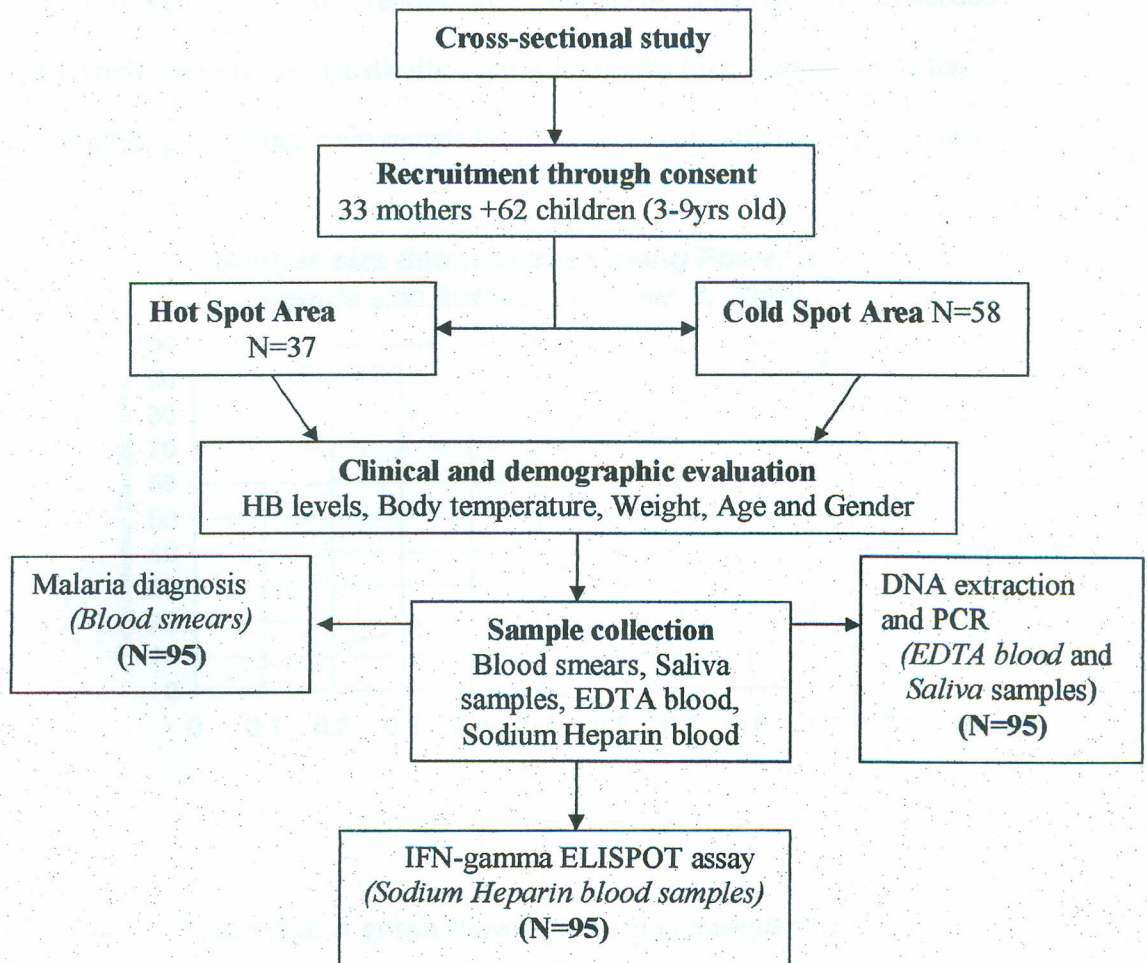 Cross-sectional study
Recruitment through consent
33 mothers +62 children (3-9yrs old)
Hot Spot Area
N=37
Cold Spot Area N=58
Clinical and demographic evaluation
HB levels, Body temperature, Weight, Age and Gender
Malaria diagnosis
(Blood smears)
(N=95)
Sample collection
Blood smears, Saliva
samples, EDTA blood,
Sodium Heparin blood
DNA extraction
and PCR
(EDTA blood and
Saliva samples)
(N=95)
IFN-gamma ELISPOT assay
(Sodium Heparin blood samples)
(N=95)